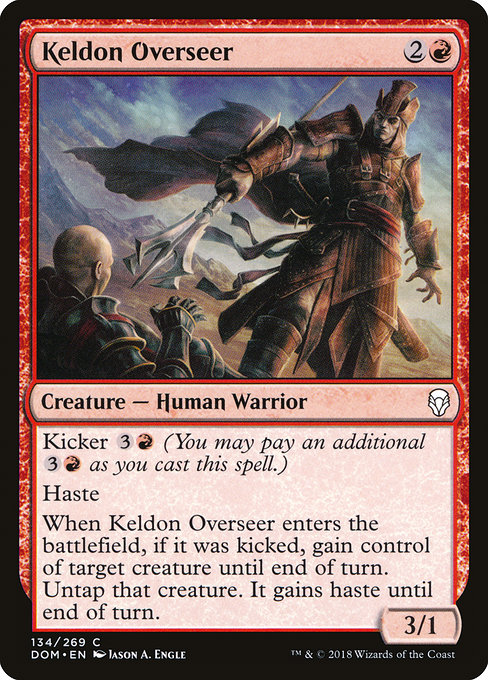 Keldon Overseer 2
Creature — Human Warrior
Kicker 3 (You may pay an additional
3 as you cast this spell.)
Haste
When Keldon Overseer enters the
battlefield, if it was kicked, gain control
of target creature until end of turn.
Untap that creature. It gains haste until
end of turn.
3/1
134/269 C
DOM • EN Jason A. Engle
™ & © 2018 Wizards of the Coast